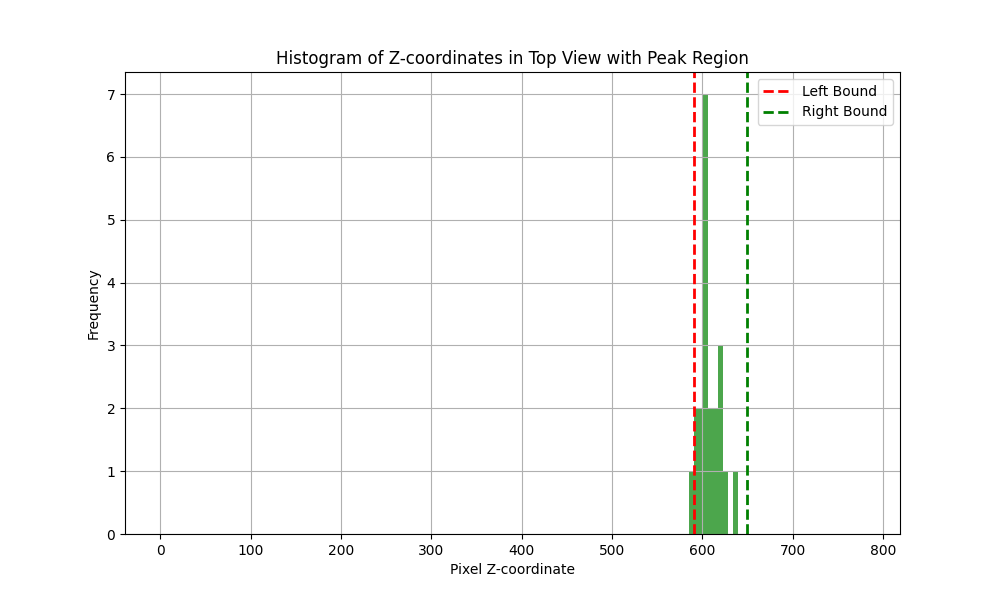 Histogram of Z-coordinates in Top View with Peak Region
Left Bound
Right Bound
7
6
5
4
3
2
1
0
Frequency
0 100 200 300 400 500 600 700 800
Pixel Z-coordinate